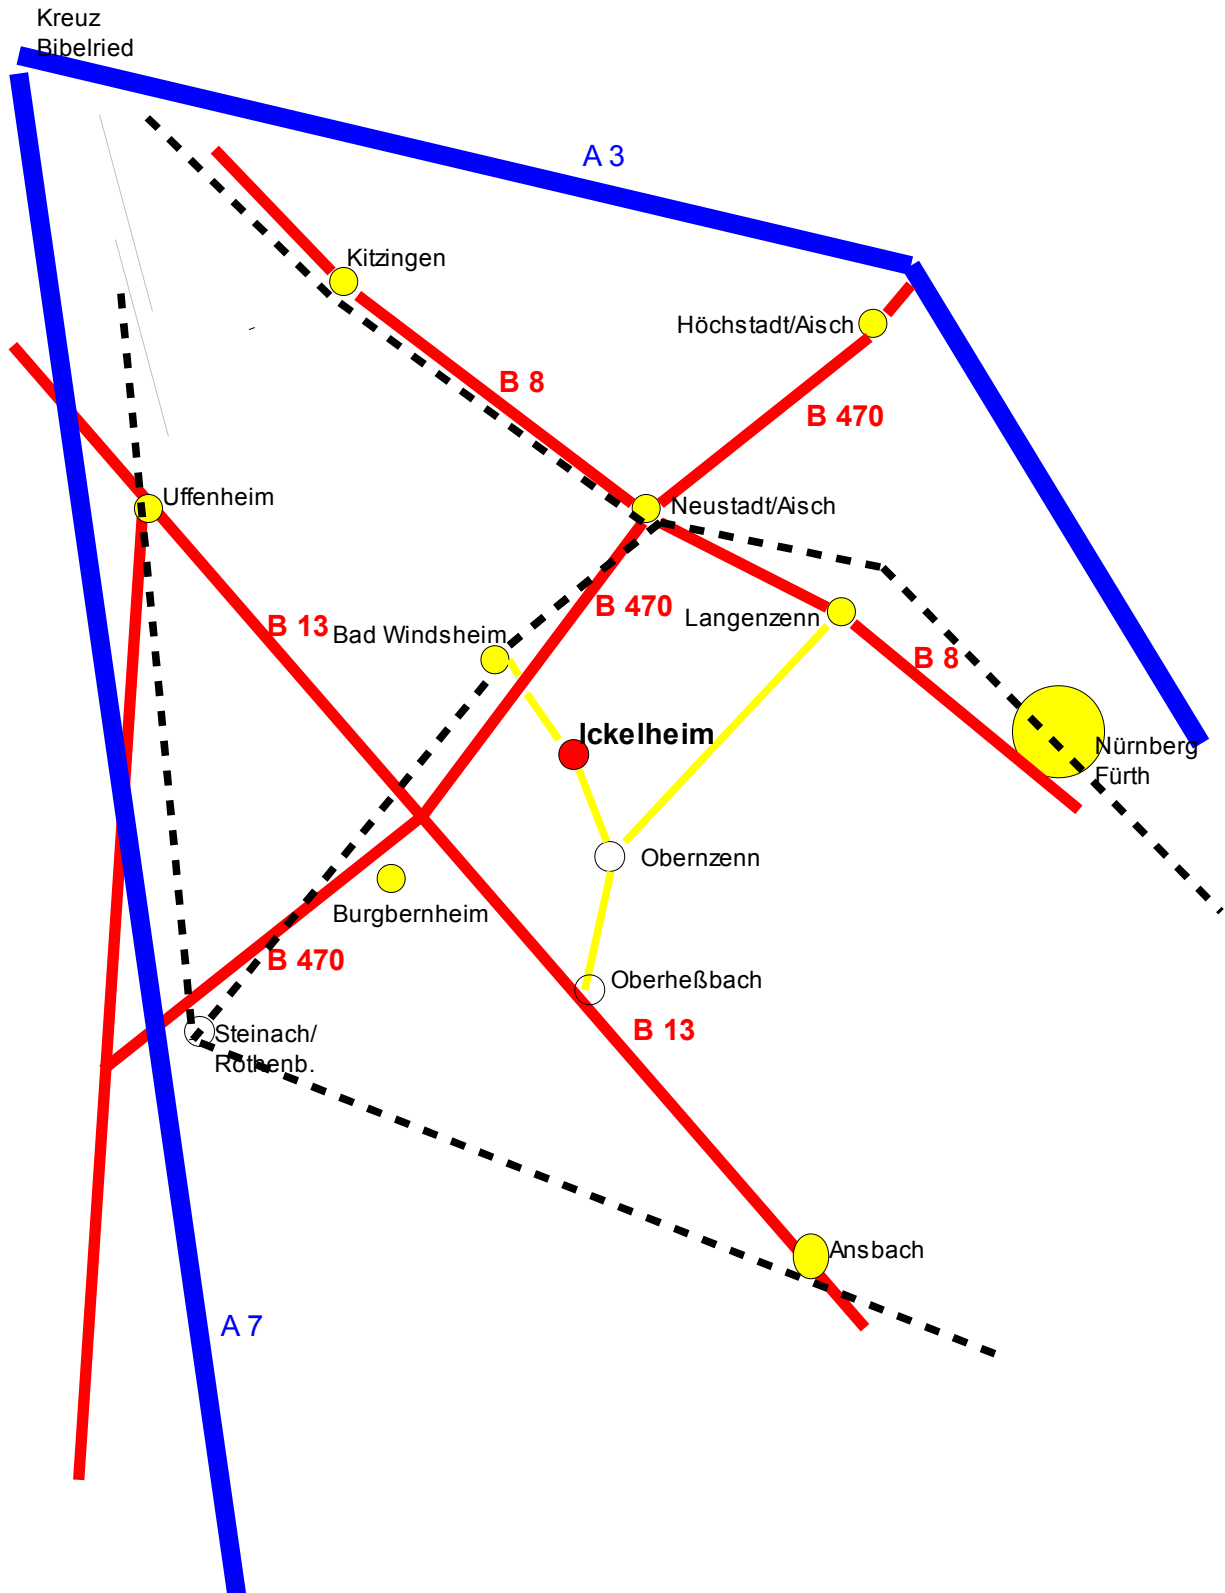 Kreuz
Bibelried
A 3
Kitzingen
Höchstadt/Aisch
B 8
B 470
Uffenheim
Neustadt/Aisch
B 470
Langenzenn
B 13
Bad Windsheim
B 8
Ickelheim
Nürnberg
Fürth
Obernzenn
Burgbernheim
B 470
Oberheßbach
B 13
Steinach/
Rothenb.
Ansbach
A 7